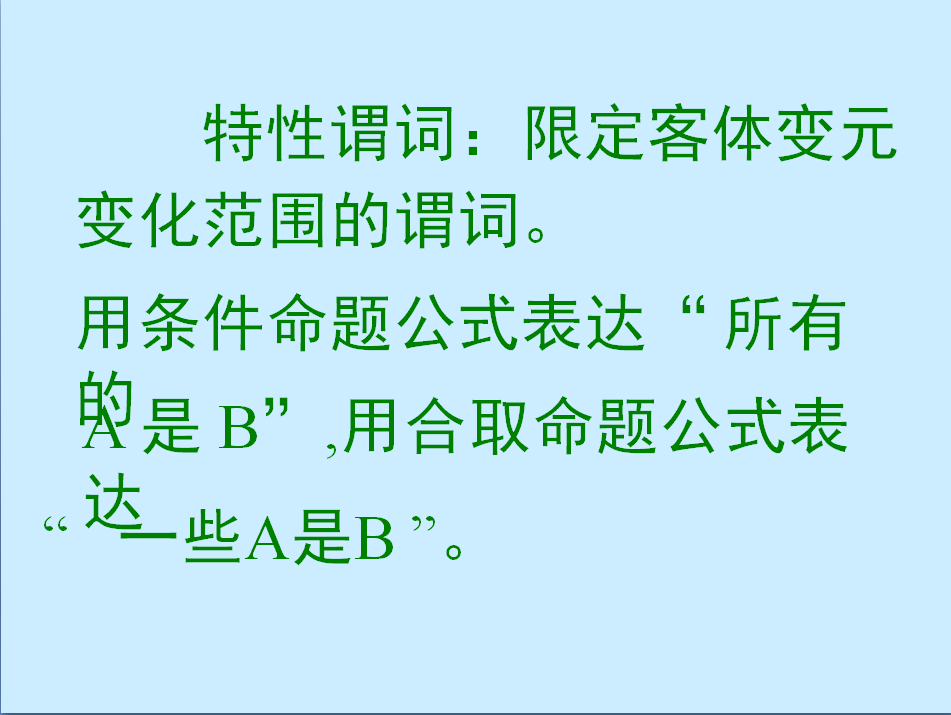 特性谓词：限定客体变元
变化范围的谓词。
用条件命题公式表达“所有
的
A是B”,用合取命题公式表
达
“一些A是B”。